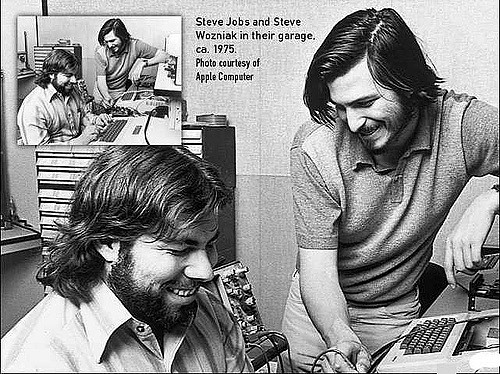 Steve Jobs and Steve
Wozniak in their garage,
ca. 1975.
Photo courtesy of
Apple Computer